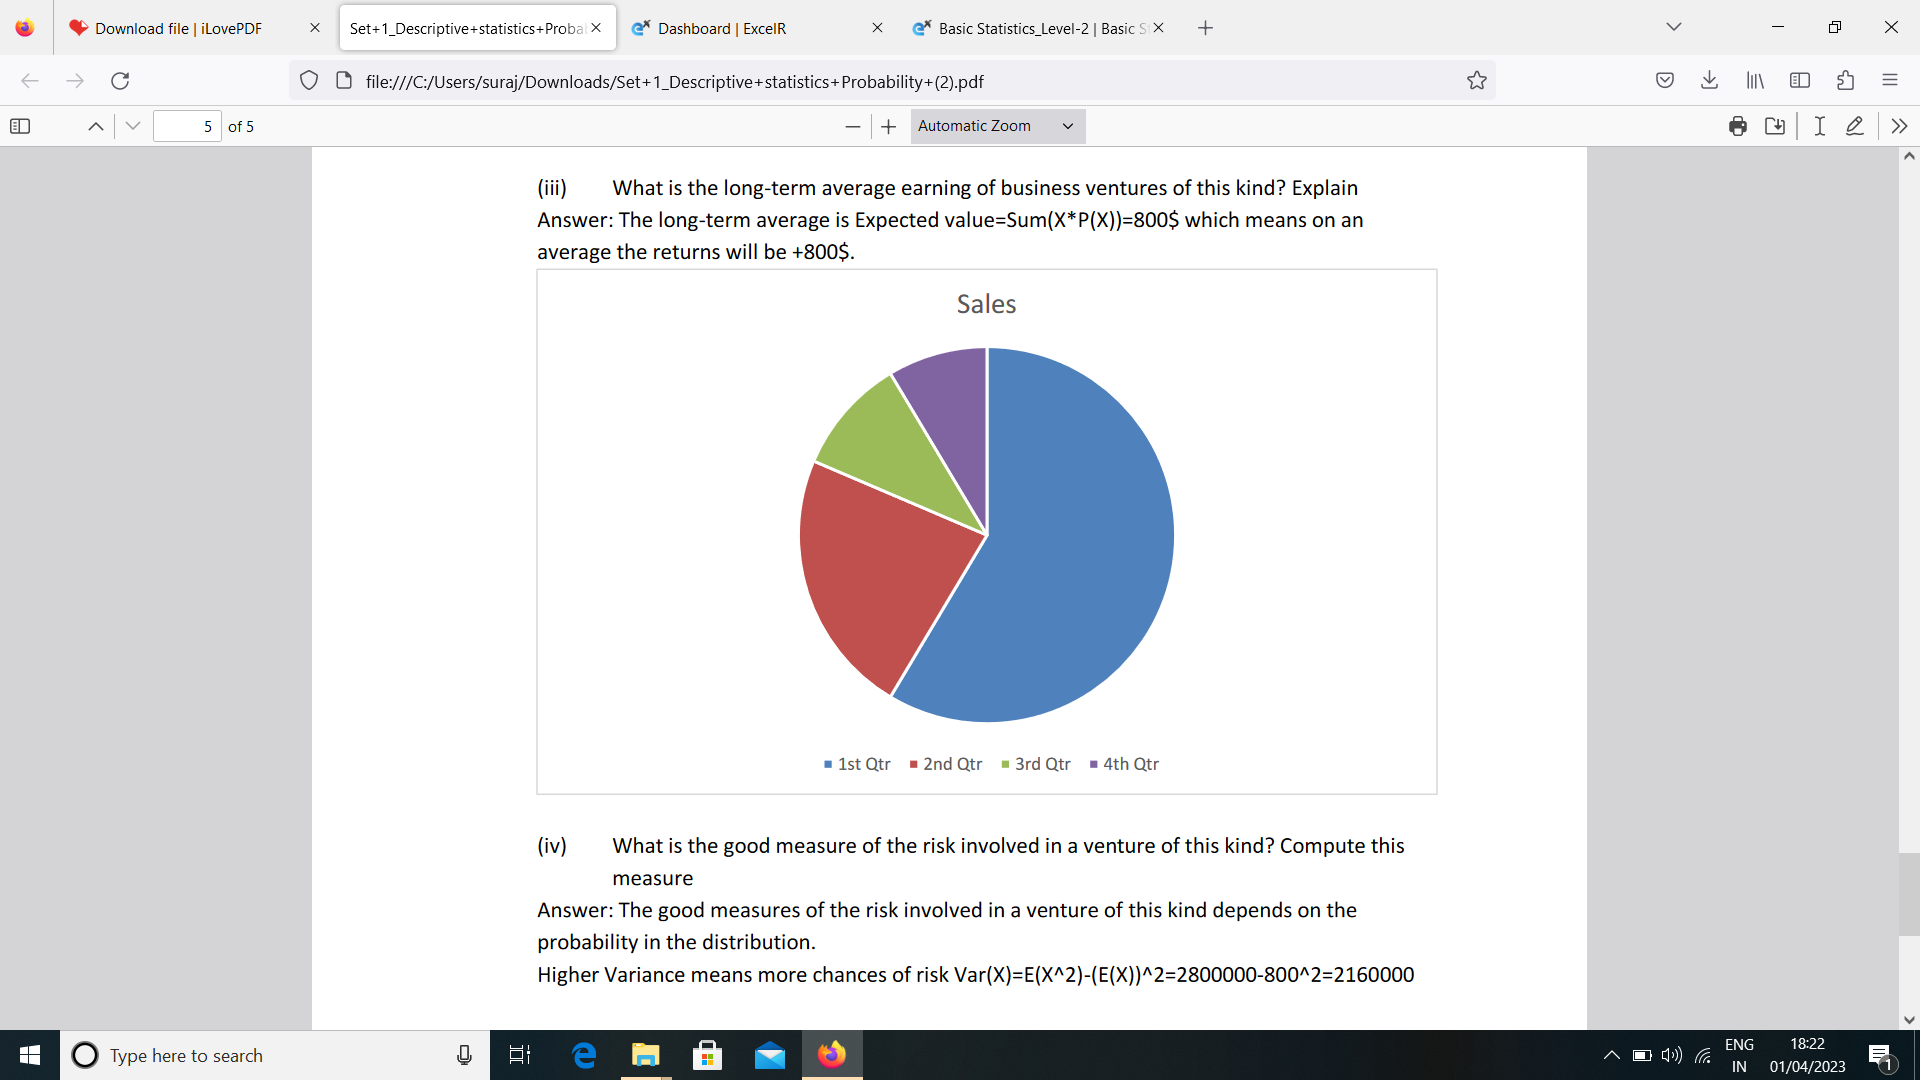 Download file | iLovePDF
Set+1_Descriptive+statistics+Probal
Dashboard | ExcelR
Basic Statistics_Level-2 | Basic S
file:///C:/Users/suraj/Downloads/Set+1_Descriptive+statistics+Probability+(2).pdf
5 of 5
Automatic Zoom
(iii) What is the long-term average earning of business ventures of this kind? Explain
Answer: The long-term average is Expected value=Sum(X*P(X))=800$ which means on an
average the returns will be +800$.
Sales
1st Qtr 2nd Qtr 3rd Qtr 4th Qtr
(iv) What is the good measure of the risk involved in a venture of this kind? Compute this
measure
Answer: The good measures of the risk involved in a venture of this kind depends on the
probability in the distribution.
Higher Variance means more chances of risk Var(X)=E(X^2)-(E(X))^2=2800000-800^2=2160000
Type here to search
ENG
IN
18:22
01/04/2023
1